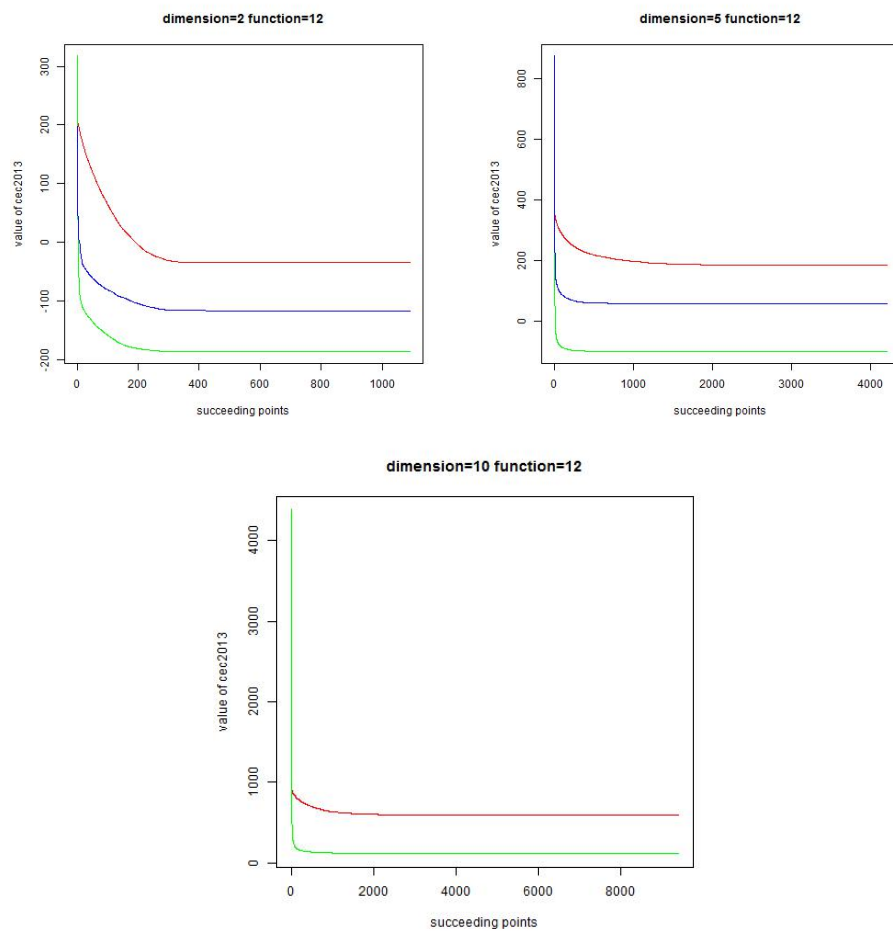 dimension=2 function=12
value of cec2013
300
200
100
0
-100
-200
0 200 400 600 800 1000
succeeding points
dimension=5 function=12
value of cec2013
800
600
400
200
0
0 1000 2000 3000 4000
succeeding points
dimension=10 function=12
value of cec2013
4000
3000
2000
1000
0
0 2000 4000 6000 8000
succeeding points